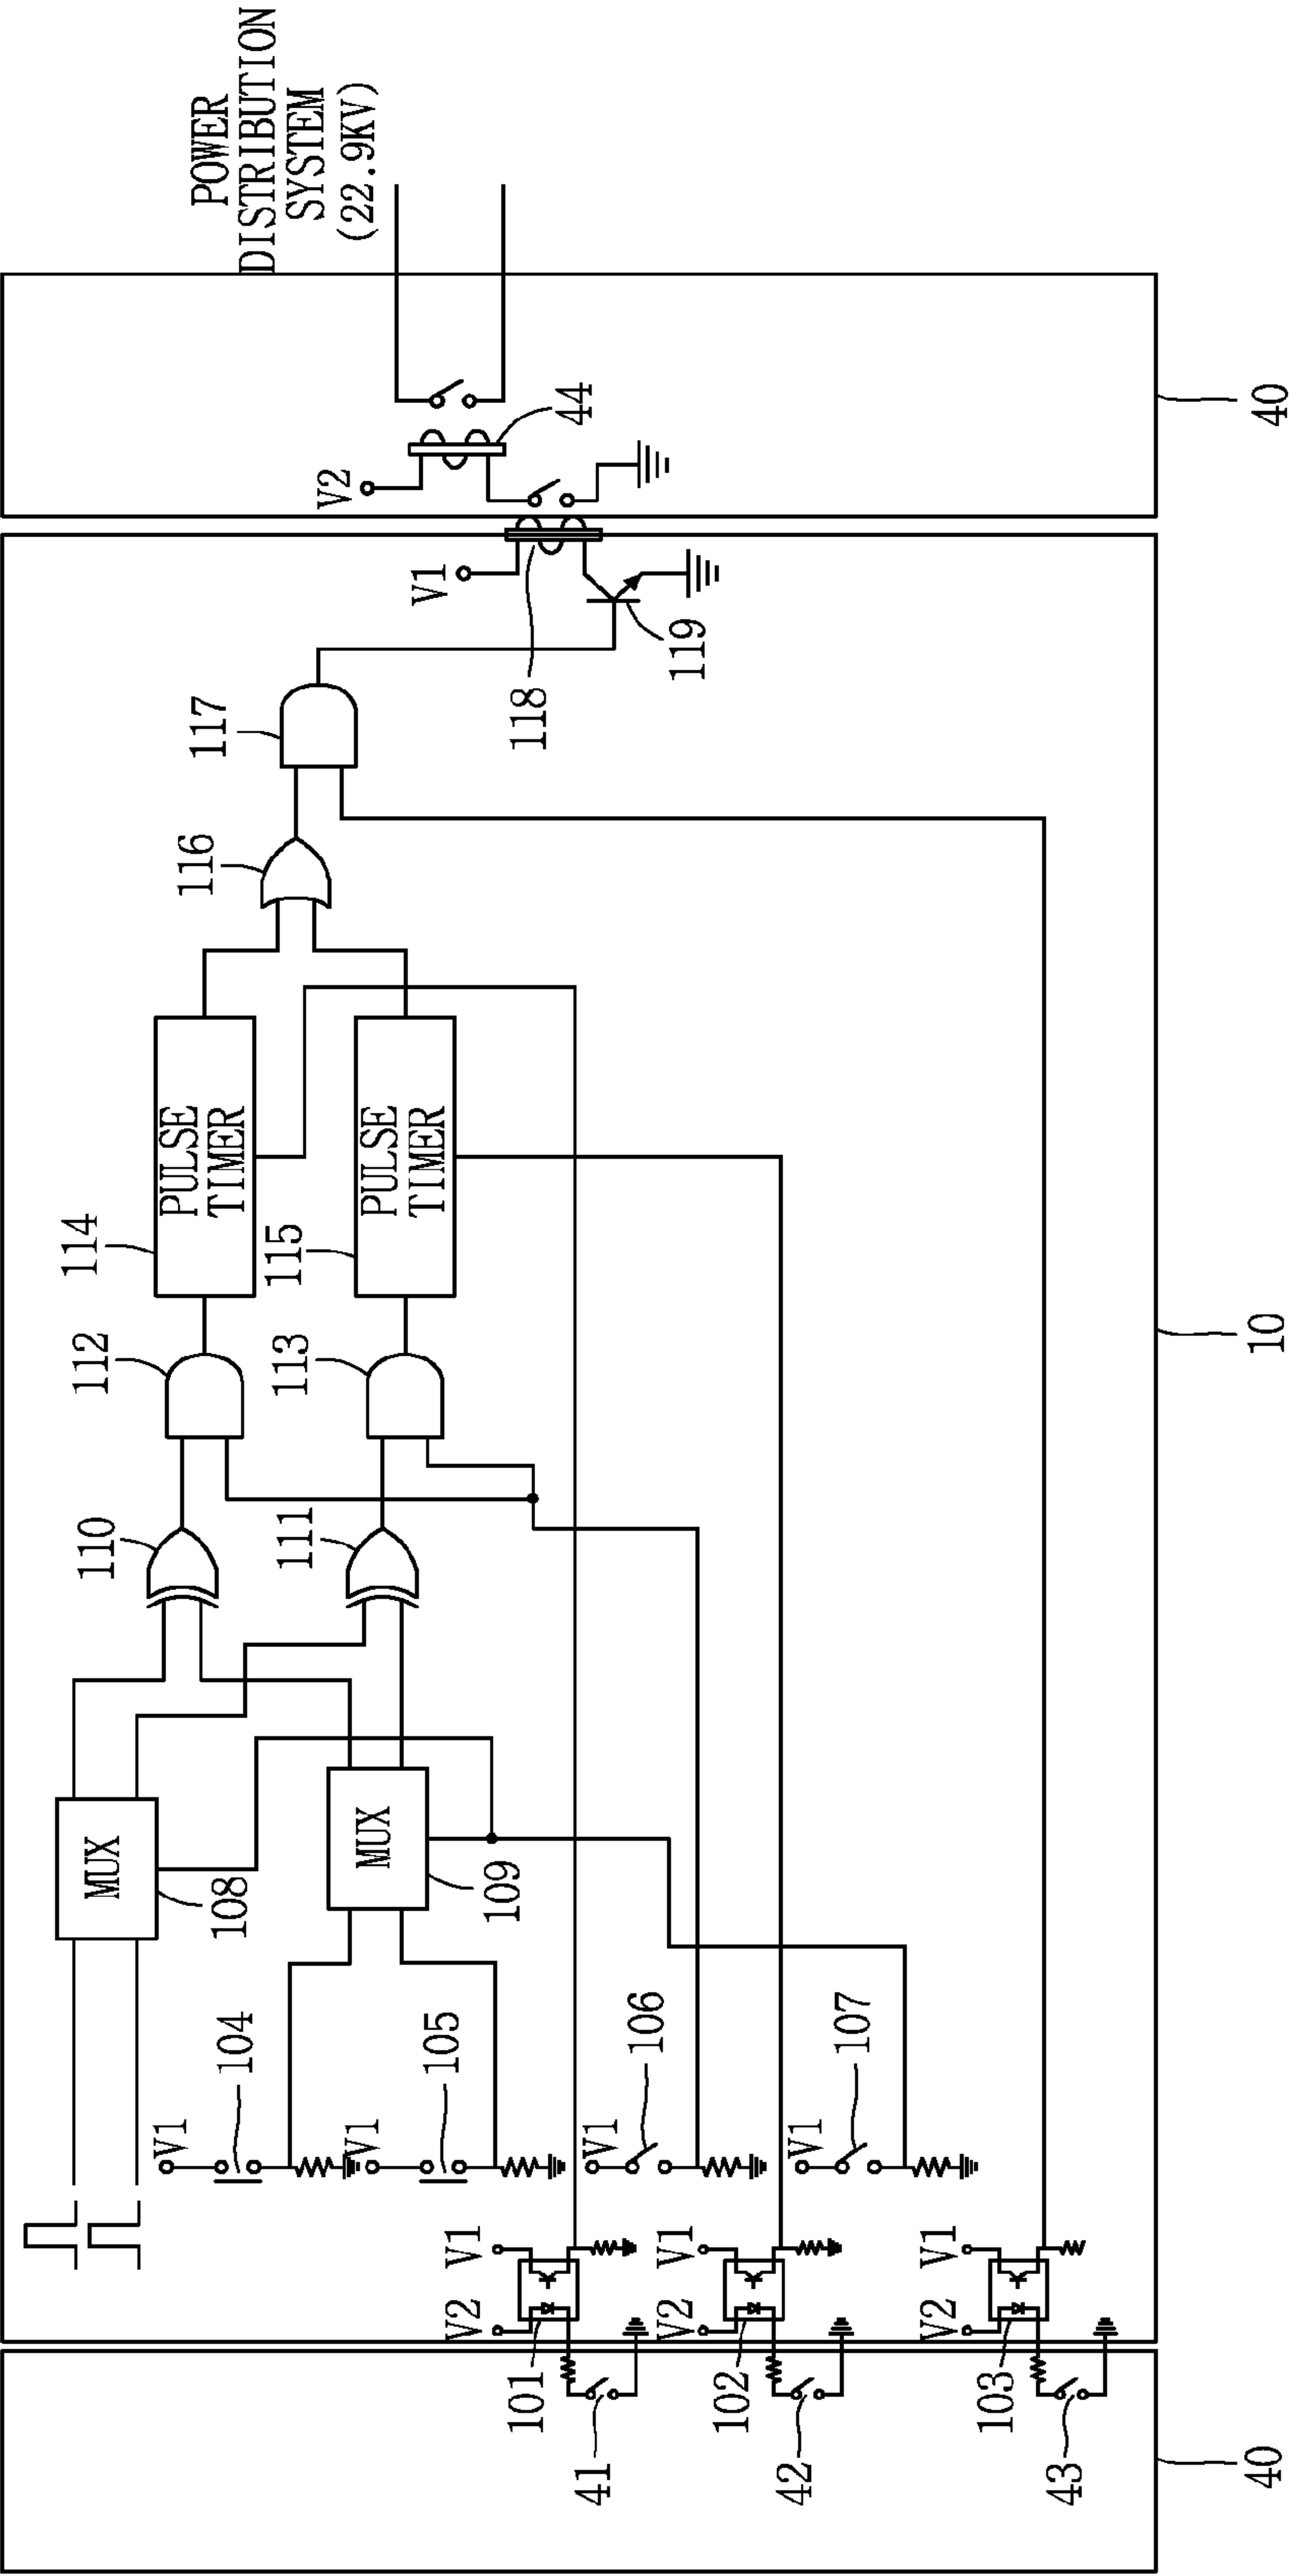 POWER
DISTRIBUTION
SYSTEM
(22.9KV)
V2
44
V1
118
119
117
116
PULSE
TIMER
114
PULSE
TIMER
115
112
113
110
111
MUX
108
MUX
109
V1
104
V1
105
V1
106
V1
107
V2
V1
101
41
V2
V1
102
42
V2
V1
103
43
40
10
40